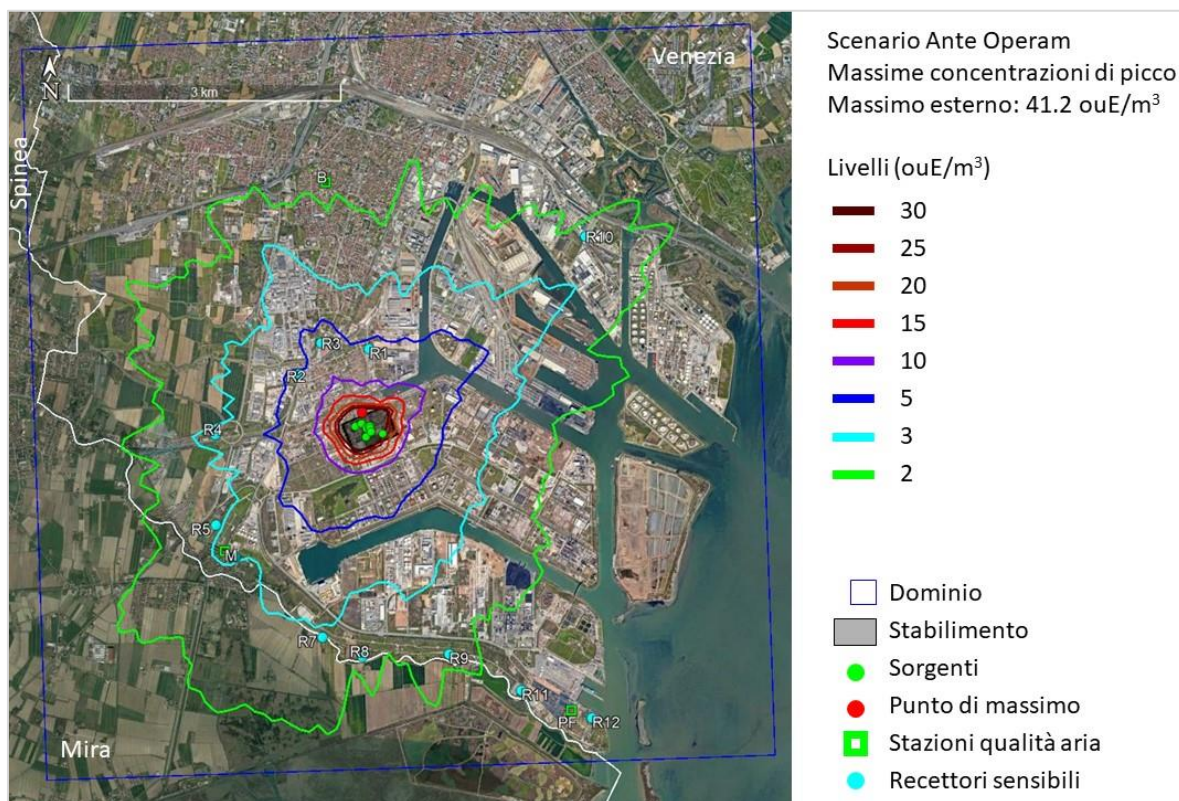 Venezia
N
3 km
Spinea
B
R10
R3
R1
R2
R4
R5
M
R7
R8
R9
R11
PF
R12
Mira
Scenario Ante Operam
Massime concentrazioni di picco
Massimo esterno: 41.2 ouE/m³
Livelli (ouE/m³)
30
25
20
15
10
5
3
2
Dominio
Stabilimento
Sorgenti
Punto di massimo
Stazioni qualità aria
Recettori sensibili